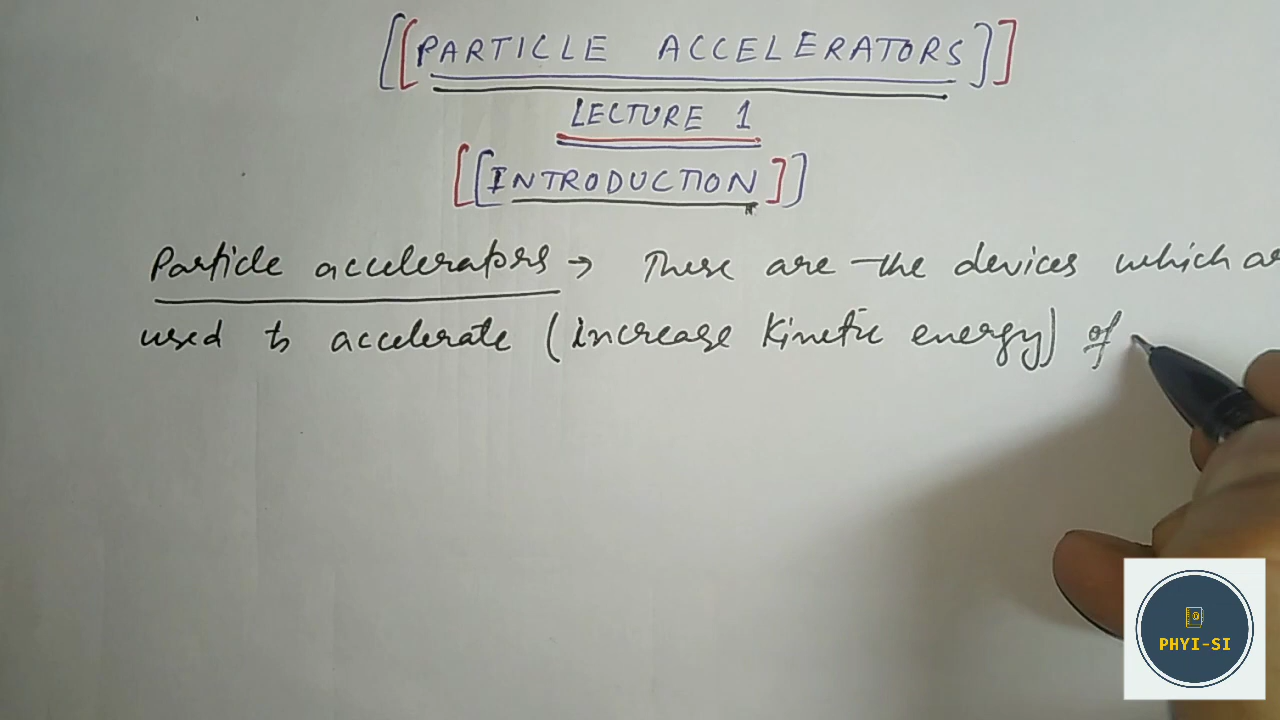 [[PARTICLE ACCELERATORS]]
LECTURE 1
[[INTRODUCTION]]
Particle accelerators → These are the devices which ar
used to accelerate (increase Kinetic energy) of
PHYI-SI